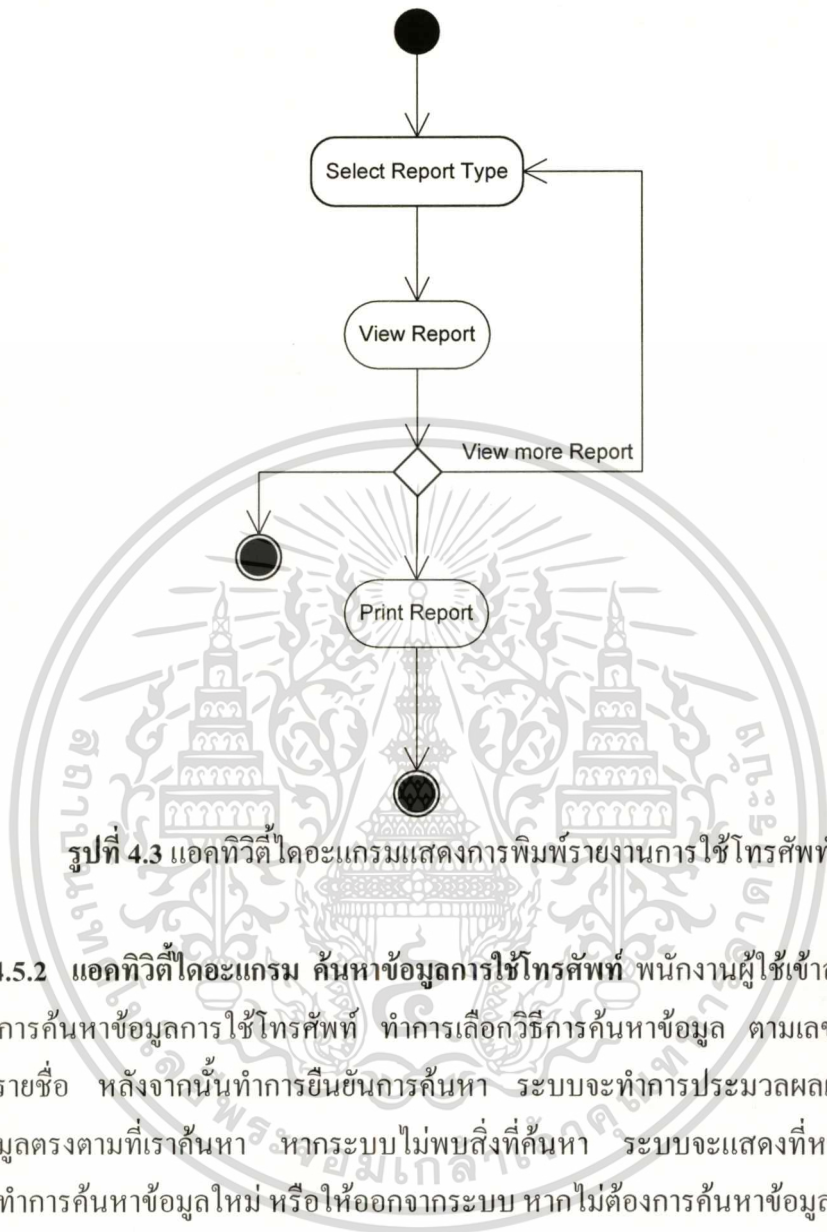 Select Report Type
View Report
View more Report
Print Report
รูปที่ 4.3 แอคทิวิตี้ไดอะแกรมแสดงการพิมพ์รายงานการใช้โทรศัพท์
4.5.2 แอคทิวิตี้ไดอะแกรม ค้นหาข้อมูลการใช้โทรศัพท์ พนักงานผู้ใช้เข้าสู่
การค้นหาข้อมูลการใช้โทรศัพท์ ทำการเลือกวิธีการค้นหาข้อมูล ตามเลข
รายชื่อ หลังจากนั้นทำการยืนยันการค้นหา ระบบจะทำการประมวลผล
มูลตรงตามที่เราค้นหา หากระบบไม่พบสิ่งที่ค้นหา ระบบจะแสดงที่ห
ทำการค้นหาข้อมูลใหม่ หรือให้ออกจากระบบ หากไม่ต้องการค้นหาข้อมูล